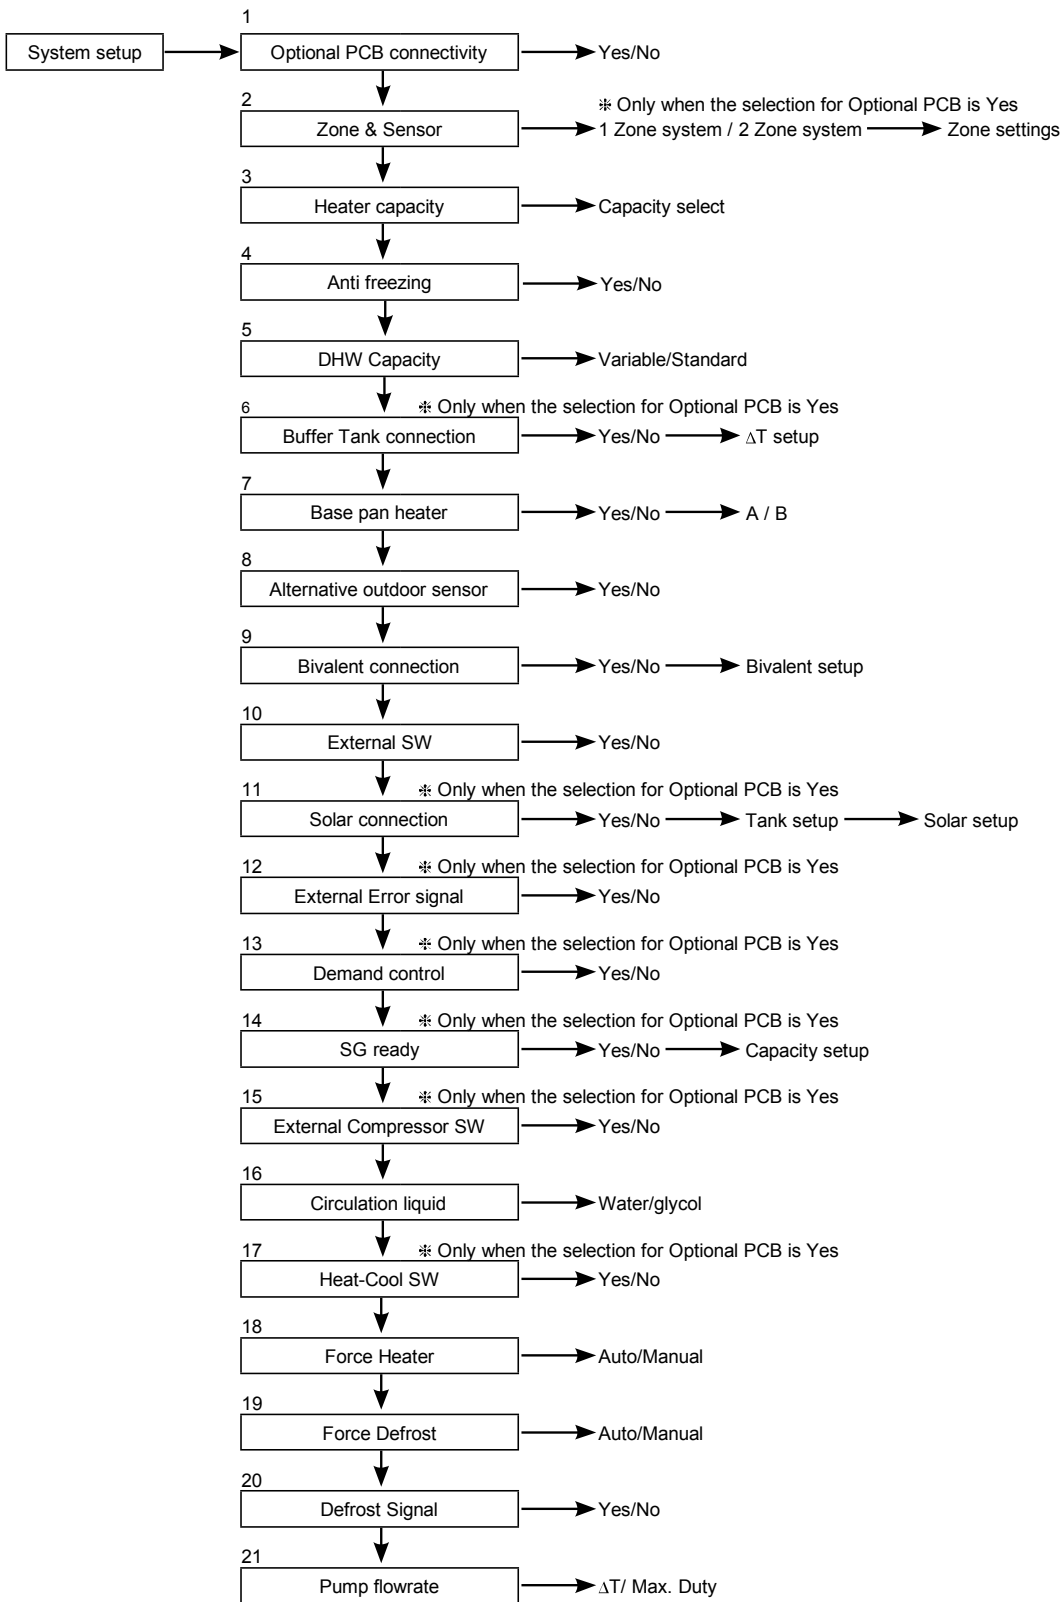 1
System setup Optional PCB connectivity Yes/No
2 ⁜ Only when the selection for Optional PCB is Yes
Zone & Sensor 1 Zone system / 2 Zone system Zone settings
3
Heater capacity Capacity select
4
Anti freezing Yes/No
5
DHW Capacity Variable/Standard
6 ⁜ Only when the selection for Optional PCB is Yes
Buffer Tank connection Yes/No ΔT setup
7
Base pan heater Yes/No A / B
8
Alternative outdoor sensor Yes/No
9
Bivalent connection Yes/No Bivalent setup
10
External SW Yes/No
11 ⁜ Only when the selection for Optional PCB is Yes
Solar connection Yes/No Tank setup Solar setup
12 ⁜ Only when the selection for Optional PCB is Yes
External Error signal Yes/No
13 ⁜ Only when the selection for Optional PCB is Yes
Demand control Yes/No
14 ⁜ Only when the selection for Optional PCB is Yes
SG ready Yes/No Capacity setup
15 ⁜ Only when the selection for Optional PCB is Yes
External Compressor SW Yes/No
16
Circulation liquid Water/glycol
17 ⁜ Only when the selection for Optional PCB is Yes
Heat-Cool SW Yes/No
18
Force Heater Auto/Manual
19
Force Defrost Auto/Manual
20
Defrost Signal Yes/No
21
Pump flowrate ΔT/ Max. Duty